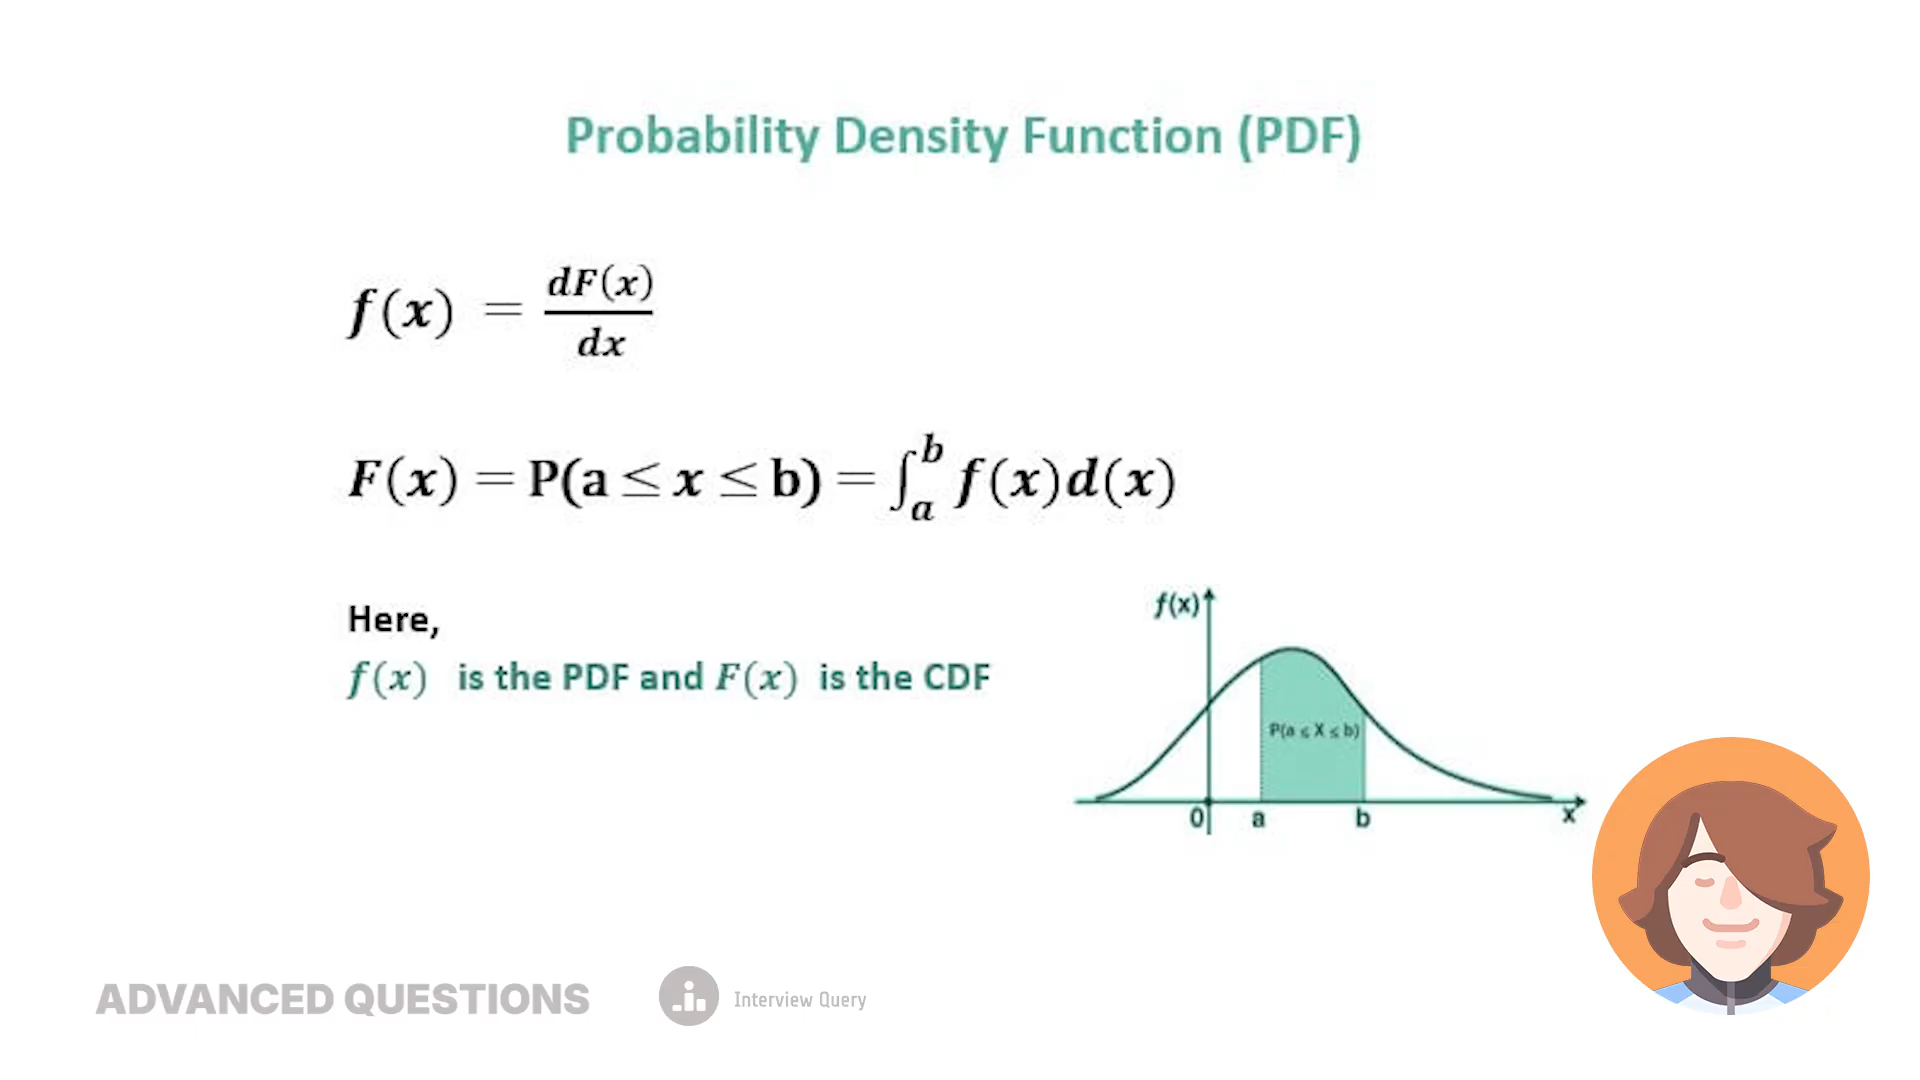 Probability Density Function (PDF)
f(x) = dF(x)/dx
F(x) = P(a ≤ x ≤ b) = ∫_a^b f(x)d(x)
Here,
f(x) is the PDF and F(x) is the CDF
f(x)
P(a ≤ X ≤ b)
0 a b x
ADVANCED QUESTIONS
Interview Query